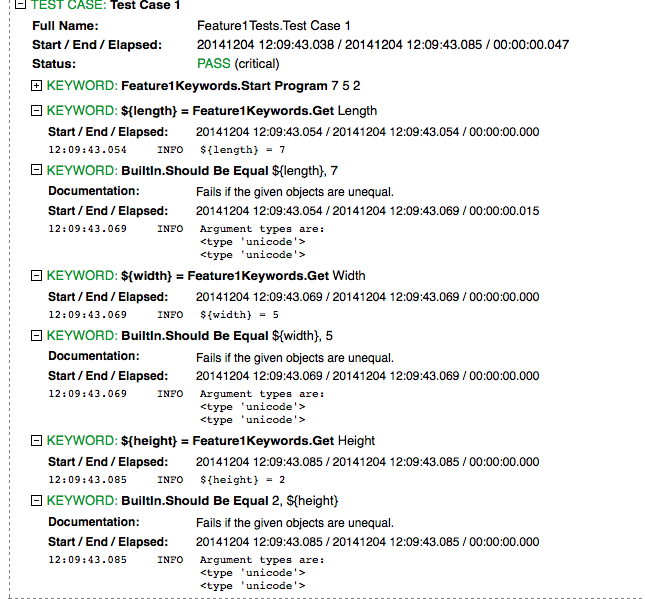 TEST CASE: Test Case 1
Full Name: Feature1Tests.Test Case 1
Start / End / Elapsed: 20141204 12:09:43.038 / 20141204 12:09:43.085 / 00:00:00.047
Status: PASS (critical)
KEYWORD: Feature1Keywords.Start Program 7 5 2
KEYWORD: ${length} = Feature1Keywords.Get Length
Start / End / Elapsed: 20141204 12:09:43.054 / 20141204 12:09:43.054 / 00:00:00.000
12:09:43.054 INFO ${length} = 7
KEYWORD: BuiltIn.Should Be Equal ${length}, 7
Documentation: Fails if the given objects are unequal.
Start / End / Elapsed: 20141204 12:09:43.054 / 20141204 12:09:43.069 / 00:00:00.015
12:09:43.069 INFO Argument types are:
<type 'unicode'>
<type 'unicode'>
KEYWORD: ${width} = Feature1Keywords.Get Width
Start / End / Elapsed: 20141204 12:09:43.069 / 20141204 12:09:43.069 / 00:00:00.000
12:09:43.069 INFO ${width} = 5
KEYWORD: BuiltIn.Should Be Equal ${width}, 5
Documentation: Fails if the given objects are unequal.
Start / End / Elapsed: 20141204 12:09:43.069 / 20141204 12:09:43.069 / 00:00:00.000
12:09:43.069 INFO Argument types are:
<type 'unicode'>
<type 'unicode'>
KEYWORD: ${height} = Feature1Keywords.Get Height
Start / End / Elapsed: 20141204 12:09:43.085 / 20141204 12:09:43.085 / 00:00:00.000
12:09:43.085 INFO ${height} = 2
KEYWORD: BuiltIn.Should Be Equal 2, ${height}
Documentation: Fails if the given objects are unequal.
Start / End / Elapsed: 20141204 12:09:43.085 / 20141204 12:09:43.085 / 00:00:00.000
12:09:43.085 INFO Argument types are:
<type 'unicode'>
<type 'unicode'>